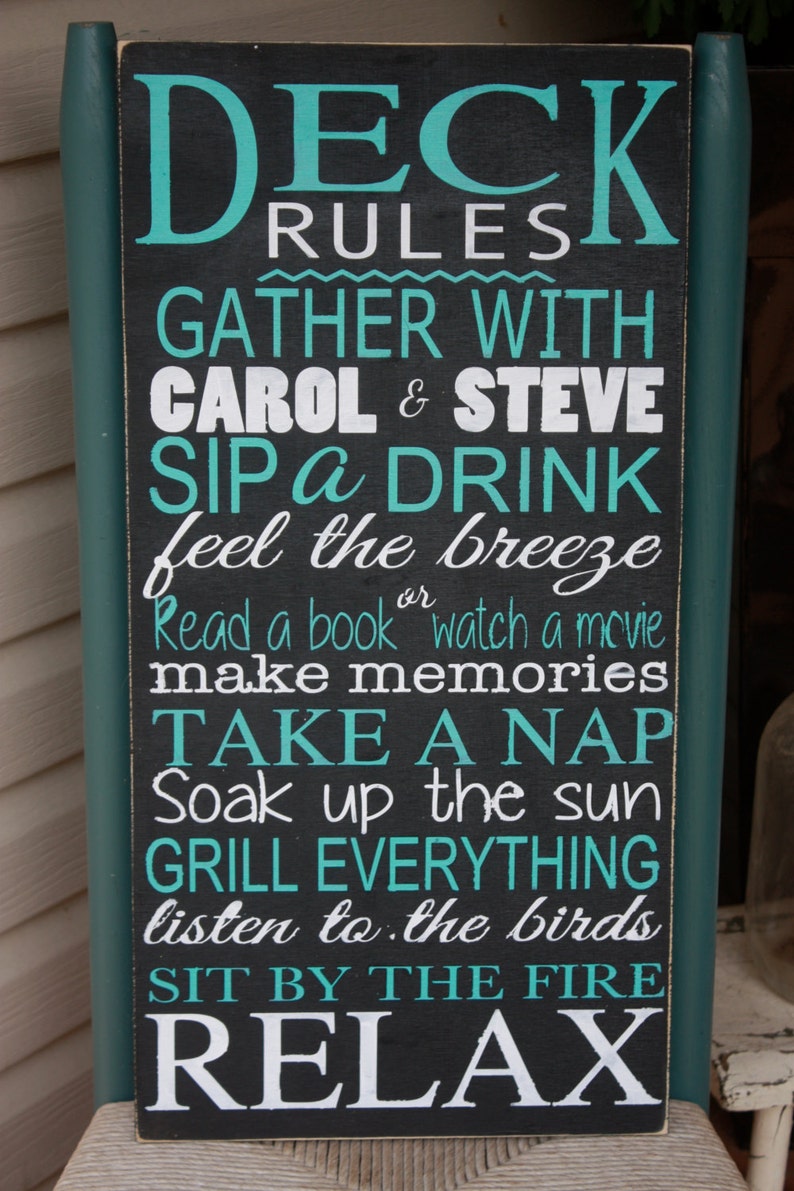 DECK
RULES
GATHER WITH
CAROL & STEVE
SIP a DRINK
feel the breeze
Read a book or watch a movie
make memories
TAKE A NAP
Soak up the sun
GRILL EVERYTHING
listen to the birds
SIT BY THE FIRE
RELAX